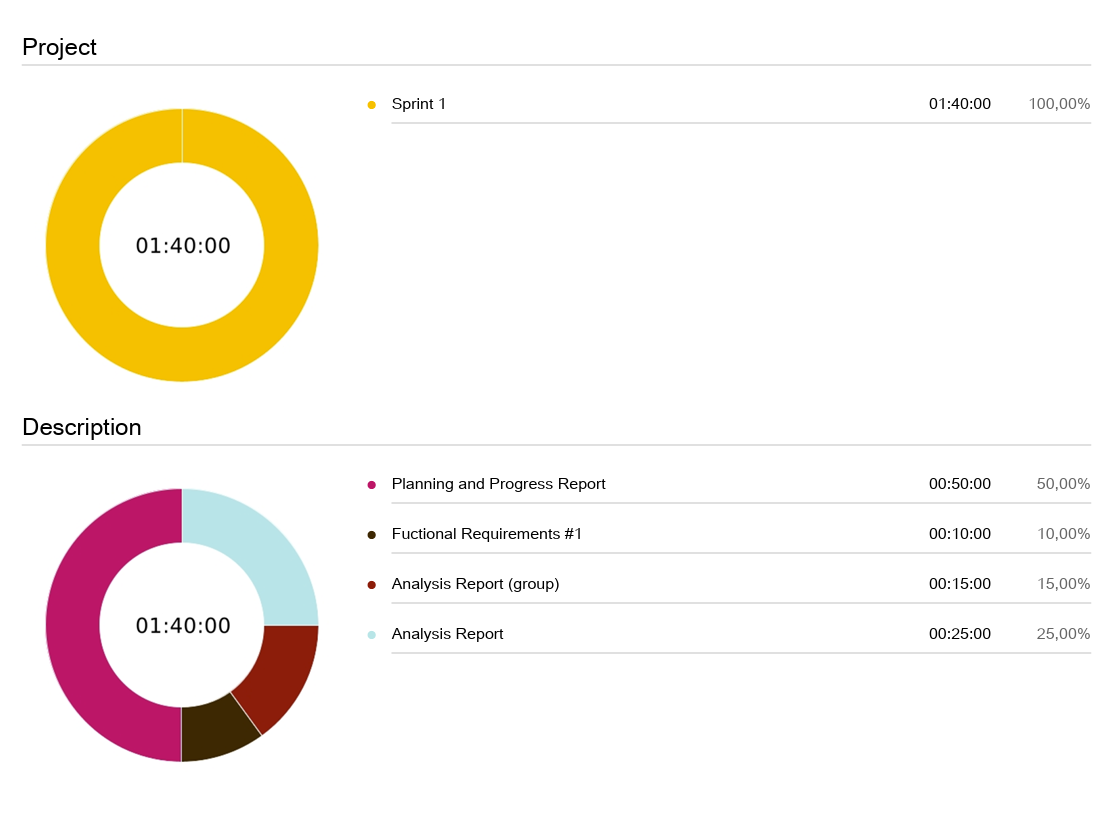 Project
Sprint 1 01:40:00 100,00%
01:40:00
Description
Planning and Progress Report 00:50:00 50,00%
Fuctional Requirements #1 00:10:00 10,00%
Analysis Report (group) 00:15:00 15,00%
01:40:00
Analysis Report 00:25:00 25,00%